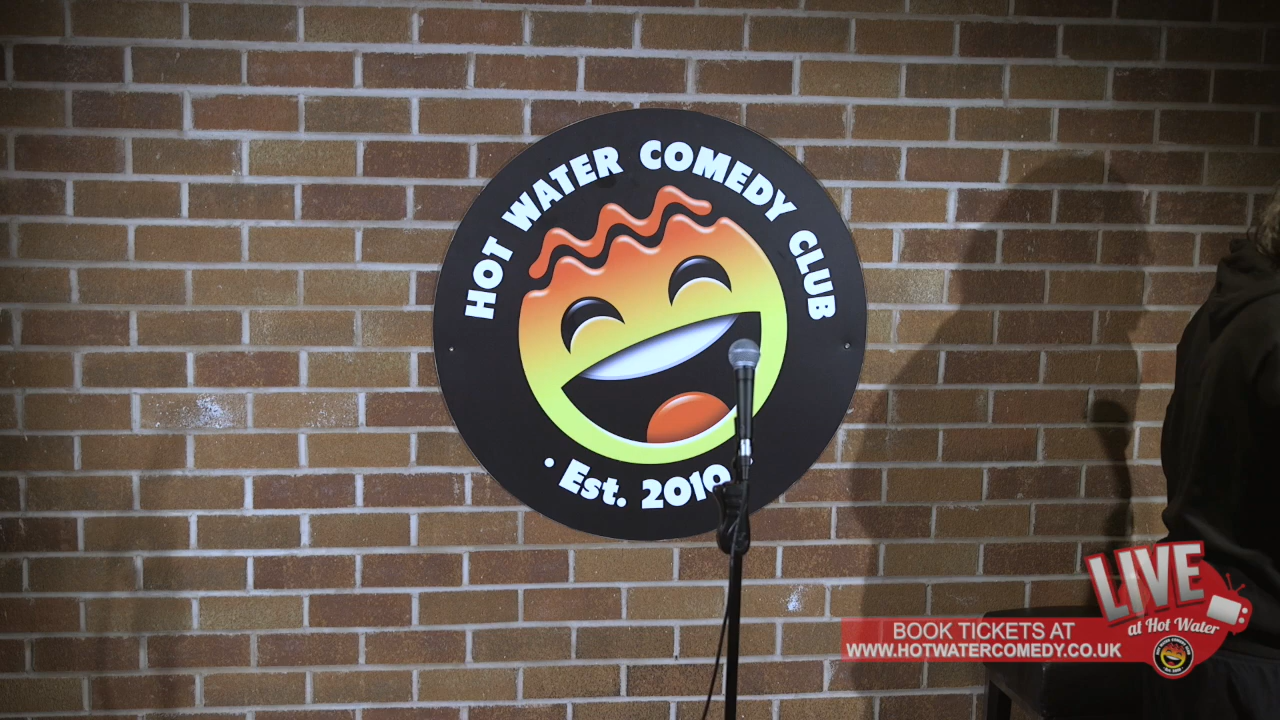 HOT WATER COMEDY CLUB
· Est. 2010 ·
LIVE
at Hot Water
BOOK TICKETS AT
WWW.HOTWATERCOMEDY.CO.UK